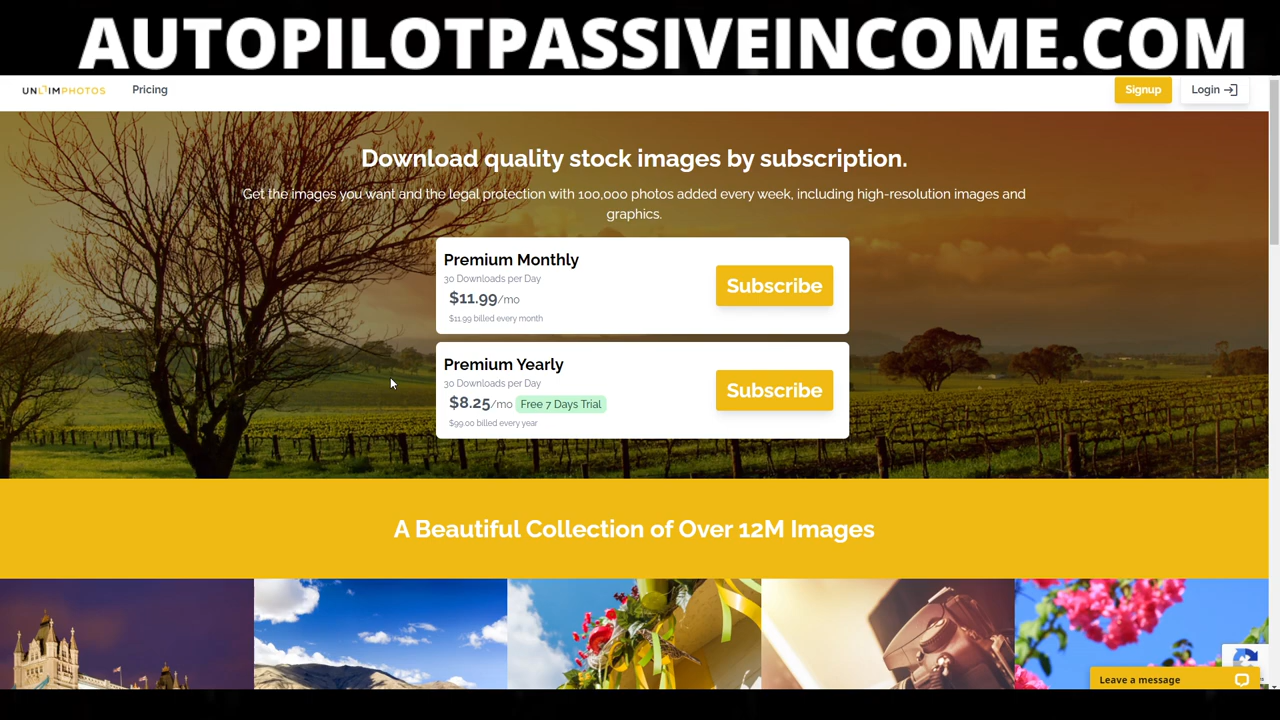 AUTOPILOTPASSIVEINCOME.COM
UNLIMPHOTOS
Pricing
Signup
Login
Download quality stock images by subscription.
Get the images you want and the legal protection with 100,000 photos added every week, including high-resolution images and
graphics.
Premium Monthly
30 Downloads per Day
$11.99/mo
$11.99 billed every month
Subscribe
Premium Yearly
30 Downloads per Day
$8.25/mo Free 7 Days Trial
$99.00 billed every year
Subscribe
A Beautiful Collection of Over 12M Images
Leave a message